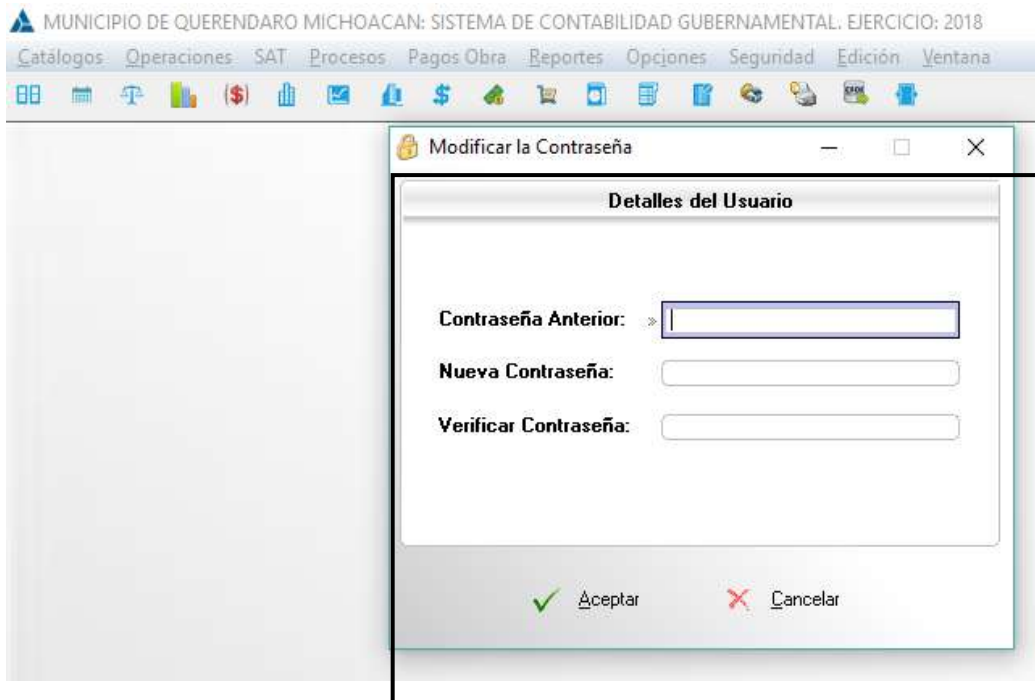 MUNICIPIO DE QUERENDARO MICHOACAN: SISTEMA DE CONTABILIDAD GUBERNAMENTAL. EJERCICIO: 2018
Catálogos Operaciones SAT Procesos Pagos Obra Reportes Opciones Seguridad Edición Ventana
Modificar la Contraseña
Detalles del Usuario
Contraseña Anterior:
Nueva Contraseña:
Verificar Contraseña:
Aceptar Cancelar